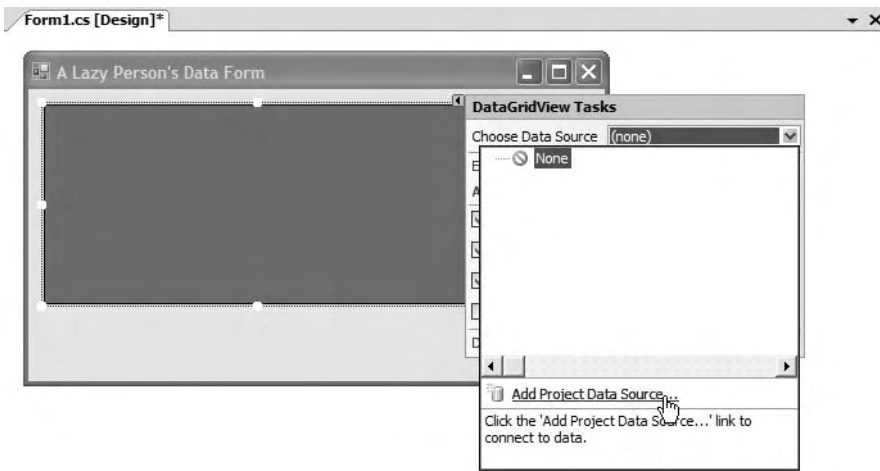 Form1.cs [Design]*
A Lazy Person's Data Form
DataGridView Tasks
Choose Data Source (none)
None
Add Project Data Source...
Click the 'Add Project Data Source...' link to
connect to data.